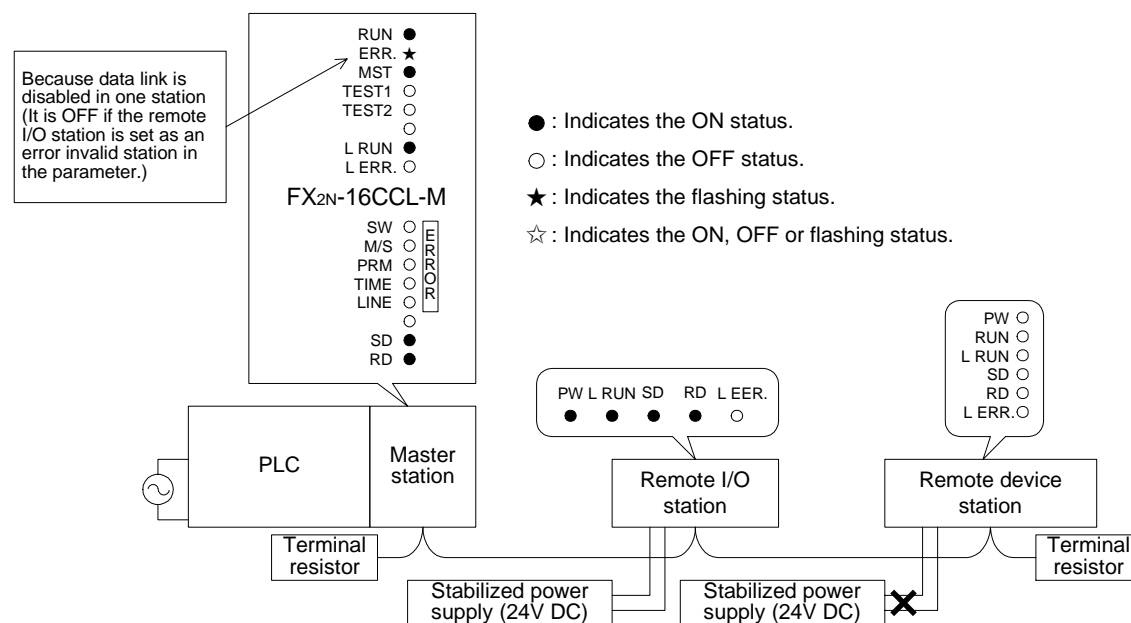 RUN
ERR.
MST
TEST1
TEST2
L RUN
L ERR.
FX2N-16CCL-M
SW
M/S
PRM
TIME
LINE
ERROR
SD
RD
Because data link is
disabled in one station
(It is OFF if the remote
I/O station is set as an
error invalid station in
the parameter.)
: Indicates the ON status.
: Indicates the OFF status.
: Indicates the flashing status.
: Indicates the ON, OFF or flashing status.
PW L RUN SD RD L EER.
PW
RUN
L RUN
SD
RD
L ERR.
PLC
Master
station
Remote I/O
station
Remote device
station
Terminal
resistor
Terminal
resistor
Stabilized power
supply (24V DC)
Stabilized power
supply (24V DC)